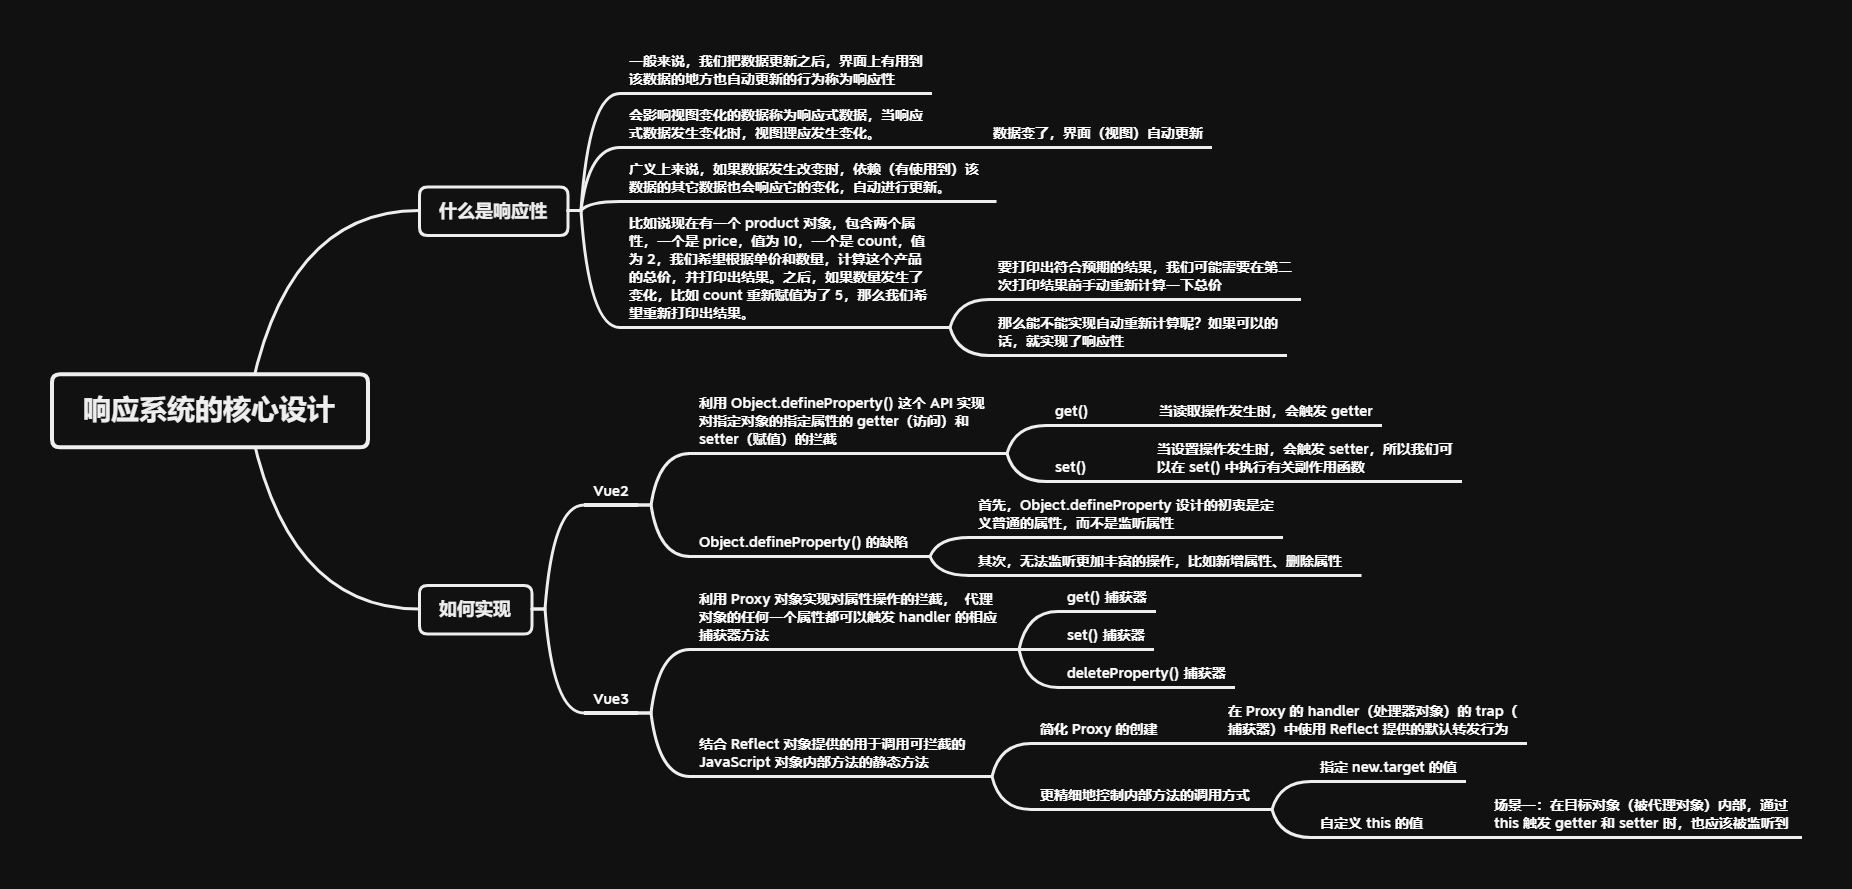 响应系统的核心设计
什么是响应性
一般来说，我们把数据更新之后，界面上有用到
该数据的地方也自动更新的行为称为响应性
会影响视图变化的数据称为响应式数据，当响应
式数据发生变化时，视图理应发生变化。
数据变了，界面（视图）自动更新
广义上来说，如果数据发生改变时，依赖（有使用到）该
数据的其它数据也会响应它的变化，自动进行更新。
比如说现在有一个 product 对象，包含两个属
性，一个是 price，值为 10，一个是 count，值
为 2，我们希望根据单价和数量，计算这个产品
的总价，并打印出结果。之后，如果数量发生了
变化，比如 count 重新赋值为了 5，那么我们希
望重新打印出结果。
要打印出符合预期的结果，我们可能需要在第二
次打印结果前手动重新计算一下总价
那么能不能实现自动重新计算呢？如果可以的
话，就实现了响应性
如何实现
Vue2
利用 Object.defineProperty() 这个 API 实现
对指定对象的指定属性的 getter（访问）和
setter（赋值）的拦截
get()
当读取操作发生时，会触发 getter
set()
当设置操作发生时，会触发 setter，所以我们可
以在 set() 中执行有关副作用函数
Object.defineProperty() 的缺陷
首先，Object.defineProperty 设计的初衷是定
义普通的属性，而不是监听属性
其次，无法监听更加丰富的操作，比如新增属性、删除属性
Vue3
利用 Proxy 对象实现对属性操作的拦截， 代理
对象的任何一个属性都可以触发 handler 的相应
捕获器方法
get() 捕获器
set() 捕获器
deleteProperty() 捕获器
结合 Reflect 对象提供的用于调用可拦截的
JavaScript 对象内部方法的静态方法
简化 Proxy 的创建
在 Proxy 的 handler（处理器对象）的 trap（
捕获器）中使用 Reflect 提供的默认转发行为
更精细地控制内部方法的调用方式
指定 new.target 的值
自定义 this 的值
场景一：在目标对象（被代理对象）内部，通过
this 触发 getter 和 setter 时，也应该被监听到